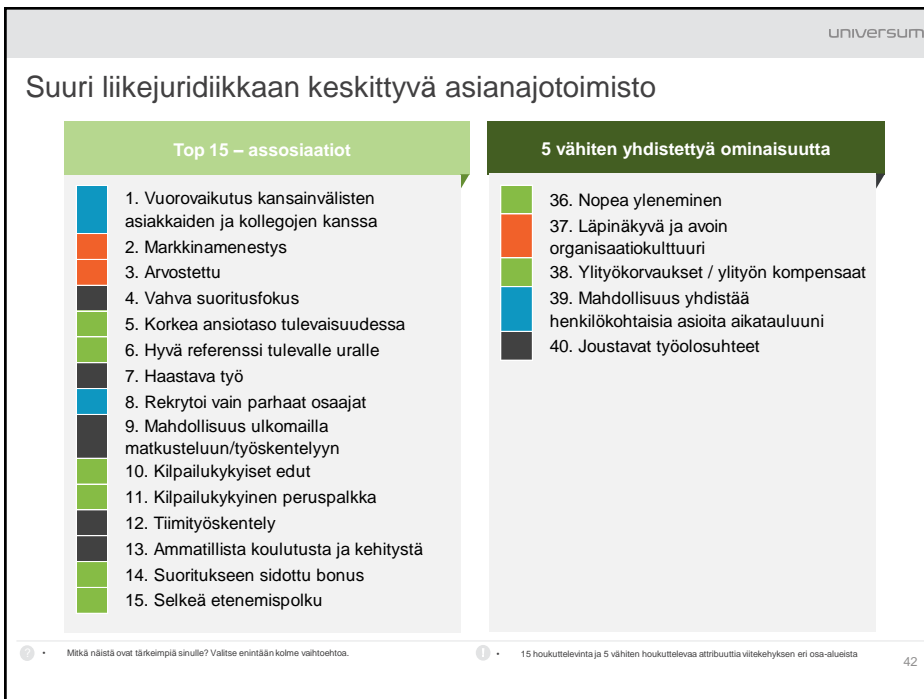 universum
Suuri liikejuridiikkaan keskittyvä asianajotoimisto
Top 15 – assosiaatiot
1. Vuorovaikutus kansainvälisten
asiakkaiden ja kollegojen kanssa
2. Markkinamenestys
3. Arvostettu
4. Vahva suoritusfokus
5. Korkea ansiotaso tulevaisuudessa
6. Hyvä referenssi tulevalle uralle
7. Haastava työ
8. Rekrytoi vain parhaat osaajat
9. Mahdollisuus ulkomailla
matkusteluun/työskentelyyn
10. Kilpailukykyiset edut
11. Kilpailukykyinen peruspalkka
12. Tiimityöskentely
13. Ammatillista koulutusta ja kehitystä
14. Suoritukseen sidottu bonus
15. Selkeä etenemispolku
5 vähiten yhdistettyä ominaisuutta
36. Nopea yleneminen
37. Läpinäkyvä ja avoin
organisaatiokulttuuri
38. Ylityökorvaukset / ylityön kompensaat
39. Mahdollisuus yhdistää
henkilökohtaisia asioita aikatauluuni
40. Joustavat työolosuhteet
? • Mitkä näistä ovat tärkeimpiä sinulle? Valitse enintään kolme vaihtoehtoa.
! • 15 houkuttelevinta ja 5 vähiten houkuttelevaa attribuuttia viitekehyksen eri osa-alueista
42